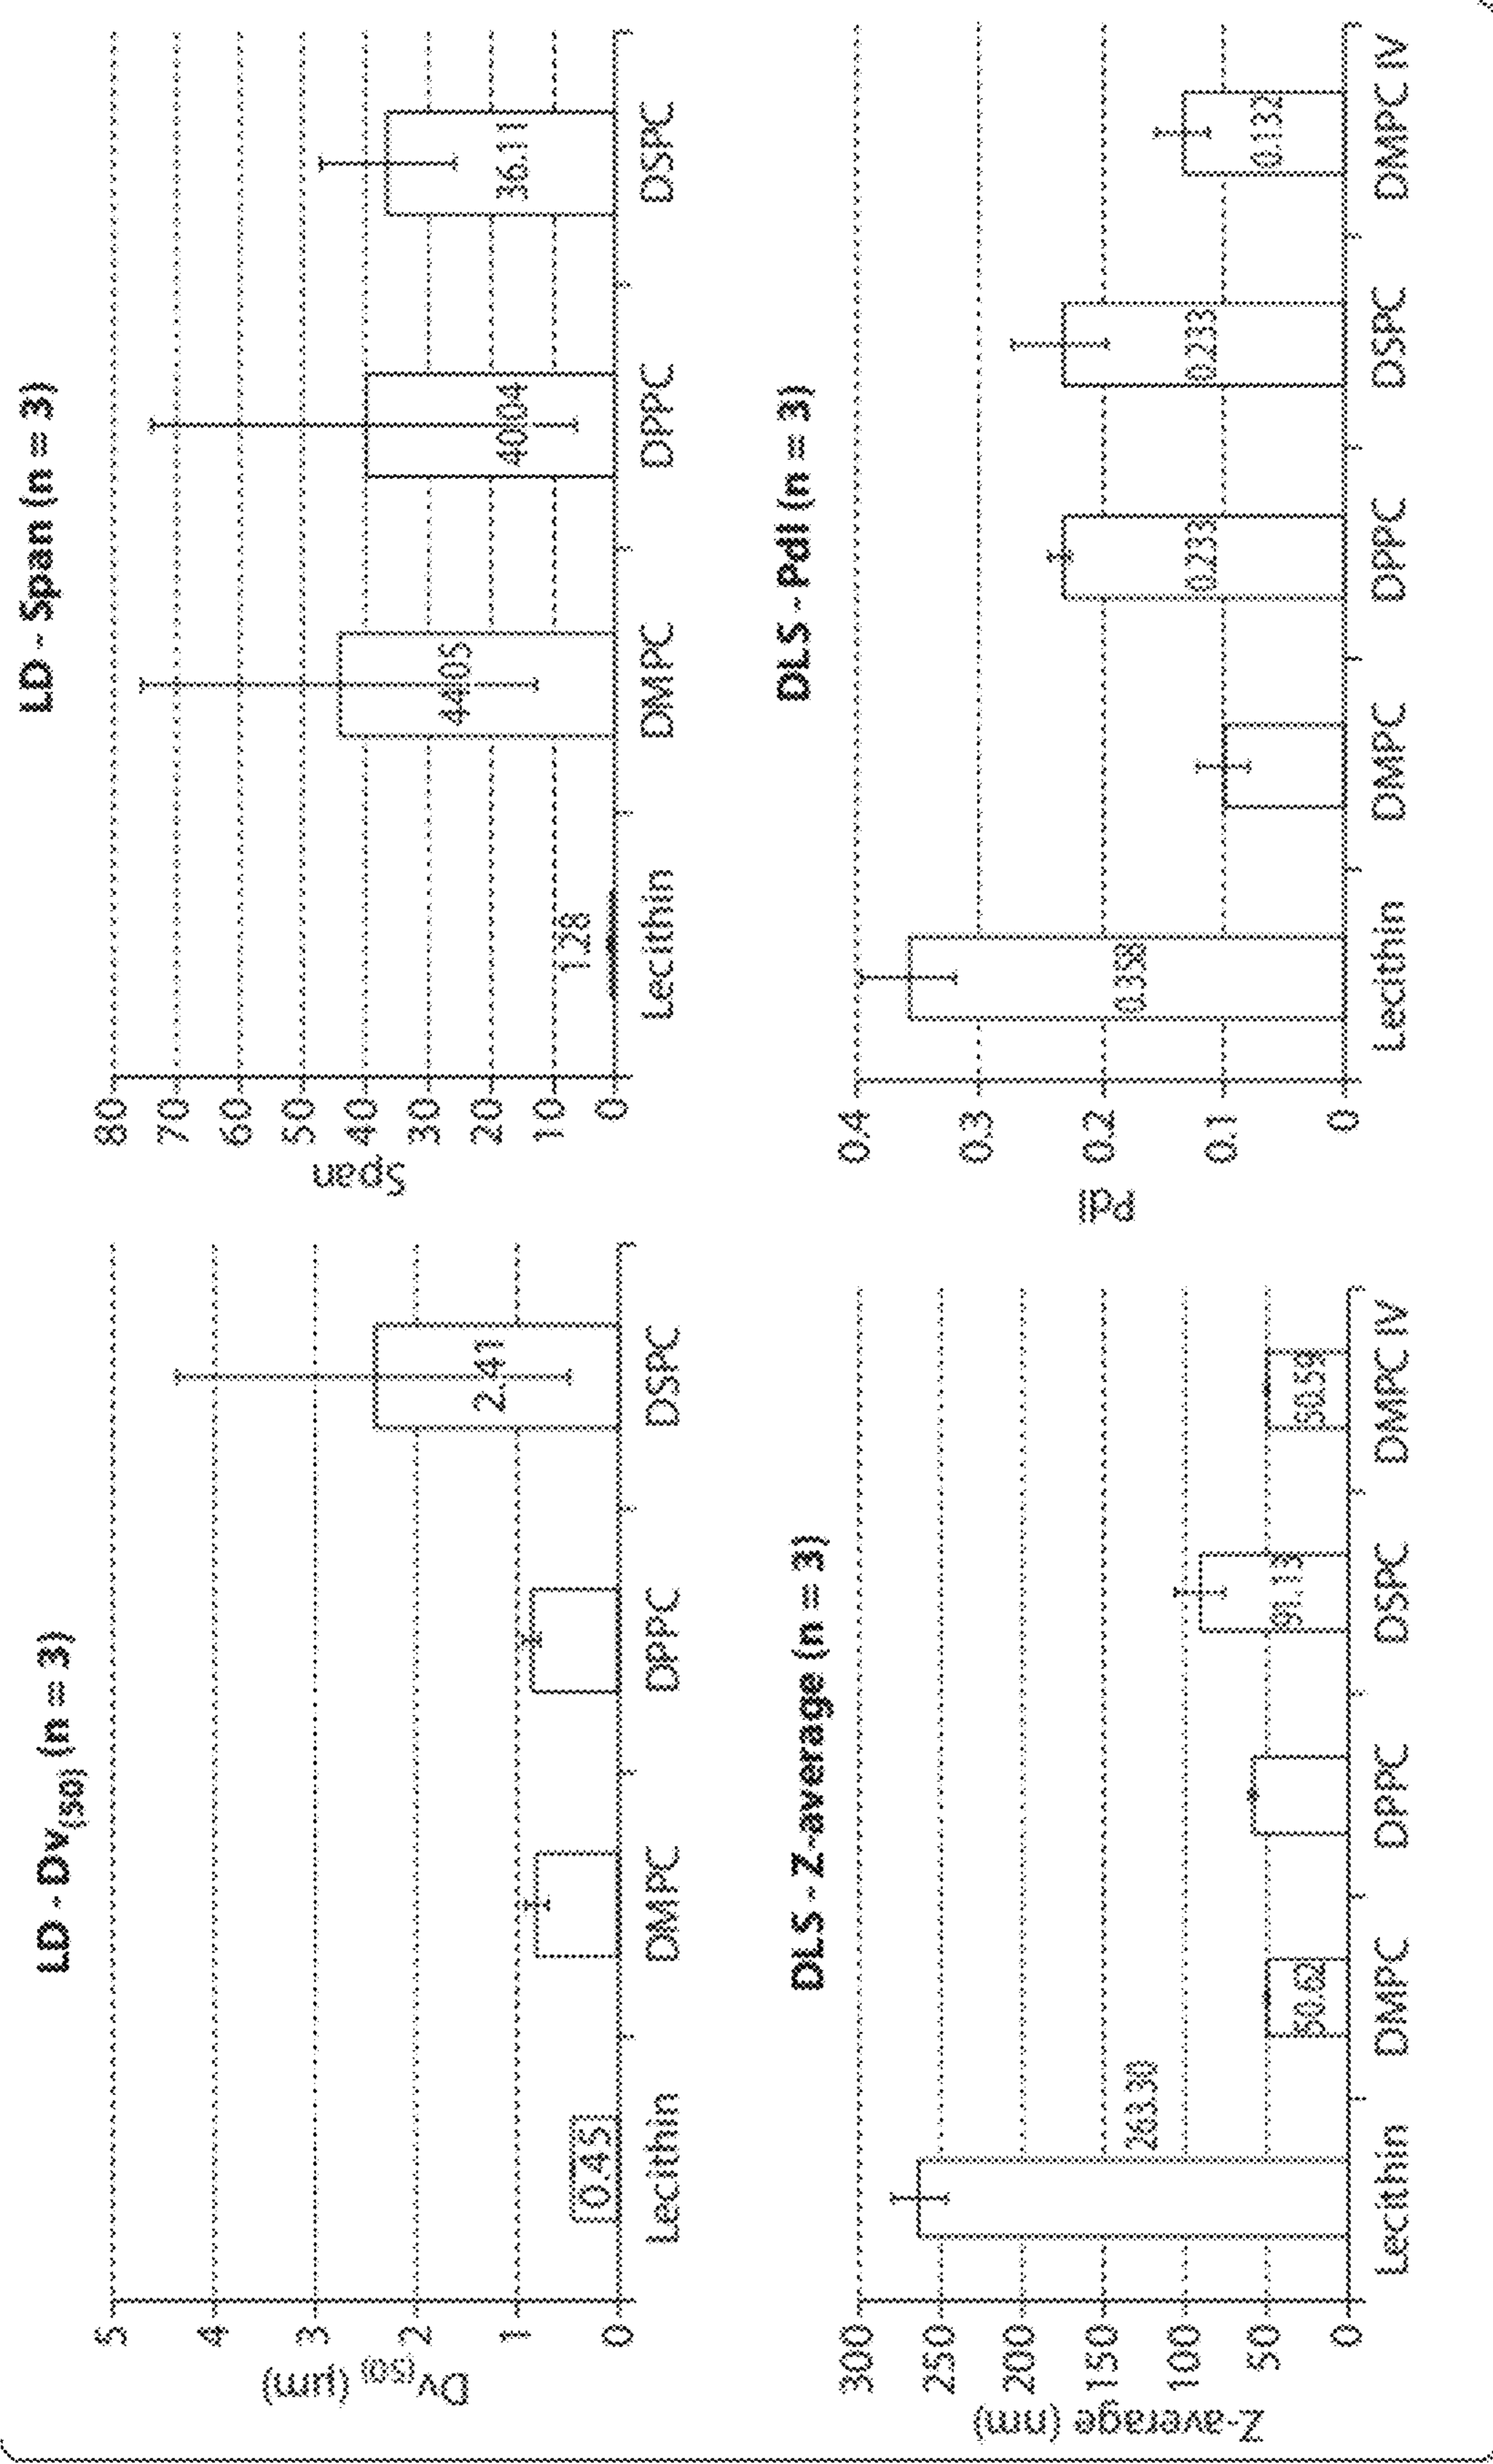 LD - Dv(50) (n = 3)
Dv(50) (μm)
5
4
3
2
1
0
0.45
2.41
Lecithin
DMPC
DPPC
DSPC
LD - Span (n = 3)
Span
80
70
60
50
40
30
20
10
0
1.28
44.05
40.04
36.11
Lecithin
DMPC
DPPC
DSPC
DLS - Z-average (n = 3)
Z-average (nm)
300
250
200
150
100
50
0
263.30
50.62
91.13
50.59
Lecithin
DMPC
DPPC
DSPC
DMPC IV
DLS - PdI (n = 3)
PdI
0.4
0.3
0.2
0.1
0
0.358
0.233
0.233
0.132
Lecithin
DMPC
DPPC
DSPC
DMPC IV